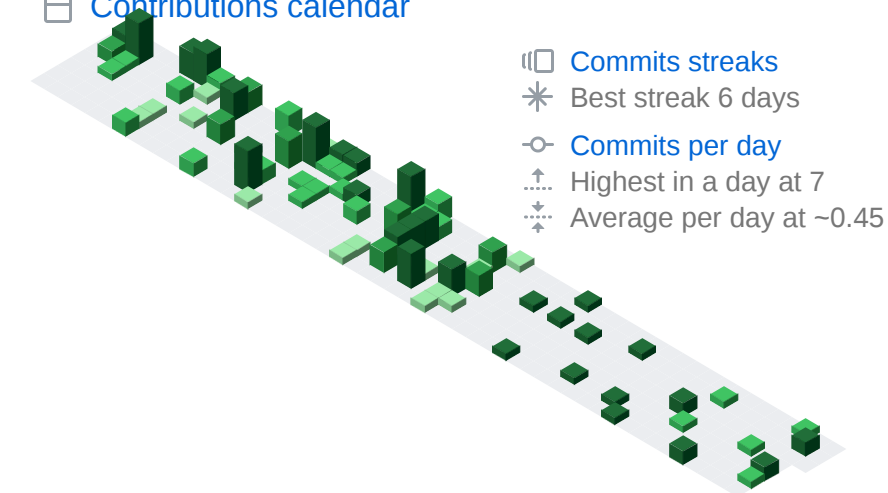 Contributions calendar
Commits streaks
Best streak 6 days
Commits per day
Highest in a day at 7
Average per day at ~0.45